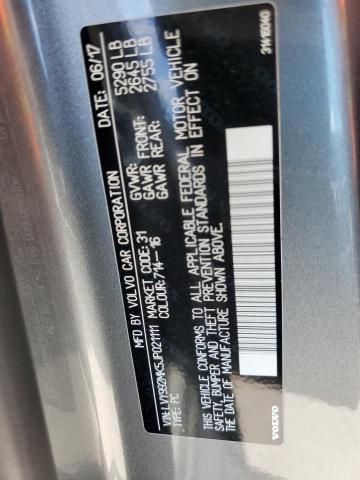 MFD BY VOLVO CAR CORPORATION DATE: 06/17
GVWR: 5290 LB
MARKET CODE: 31 GAWR FRONT: 2645 LB
COLOUR: 714-16 GAWR REAR: 2755 LB
VIN: LVY992MK5JP021111
TYPE: PC
THIS VEHICLE CONFORMS TO ALL APPLICABLE FEDERAL MOTOR VEHICLE
SAFETY, BUMPER AND THEFT PREVENTION STANDARDS IN EFFECT ON
THE DATE OF MANUFACTURE SHOWN ABOVE.
VOLVO
31416040